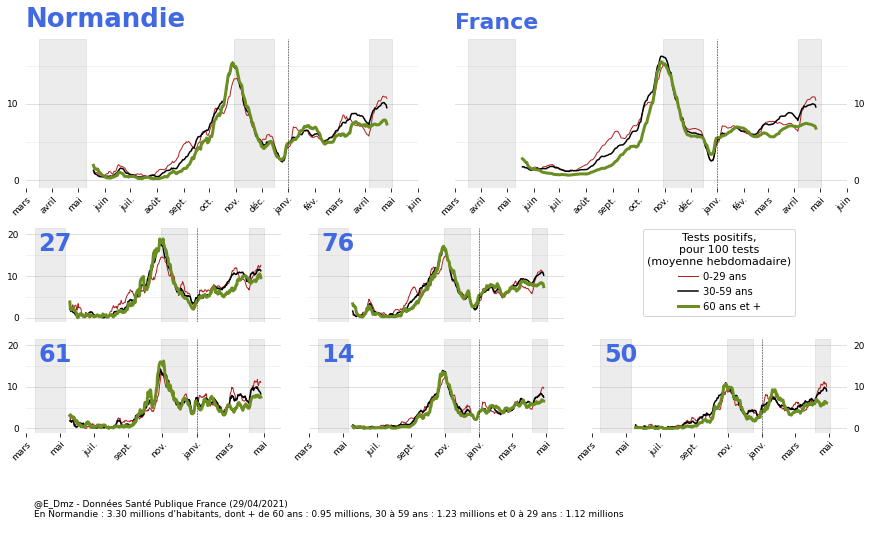 Normandie
France
10
0
10
0
mars avril mai juin juil. août sept. oct. nov. déc. janv. fév. mars avril mai juin
mars avril mai juin juil. août sept. oct. nov. déc. janv. fév. mars avril mai juin
20
10
0
27
76
Tests positifs,
pour 100 tests
(moyenne hebdomadaire)
0-29 ans
30-59 ans
60 ans et +
20
10
0
61
14
50
20
10
0
mars mai juil. sept. nov. janv. mars mai
mars mai juil. sept. nov. janv. mars mai
mars mai juil. sept. nov. janv. mars mai
@E_Dmz - Données Santé Publique France (29/04/2021)
En Normandie : 3.30 millions d'habitants, dont + de 60 ans : 0.95 millions, 30 à 59 ans : 1.23 millions et 0 à 29 ans : 1.12 millions